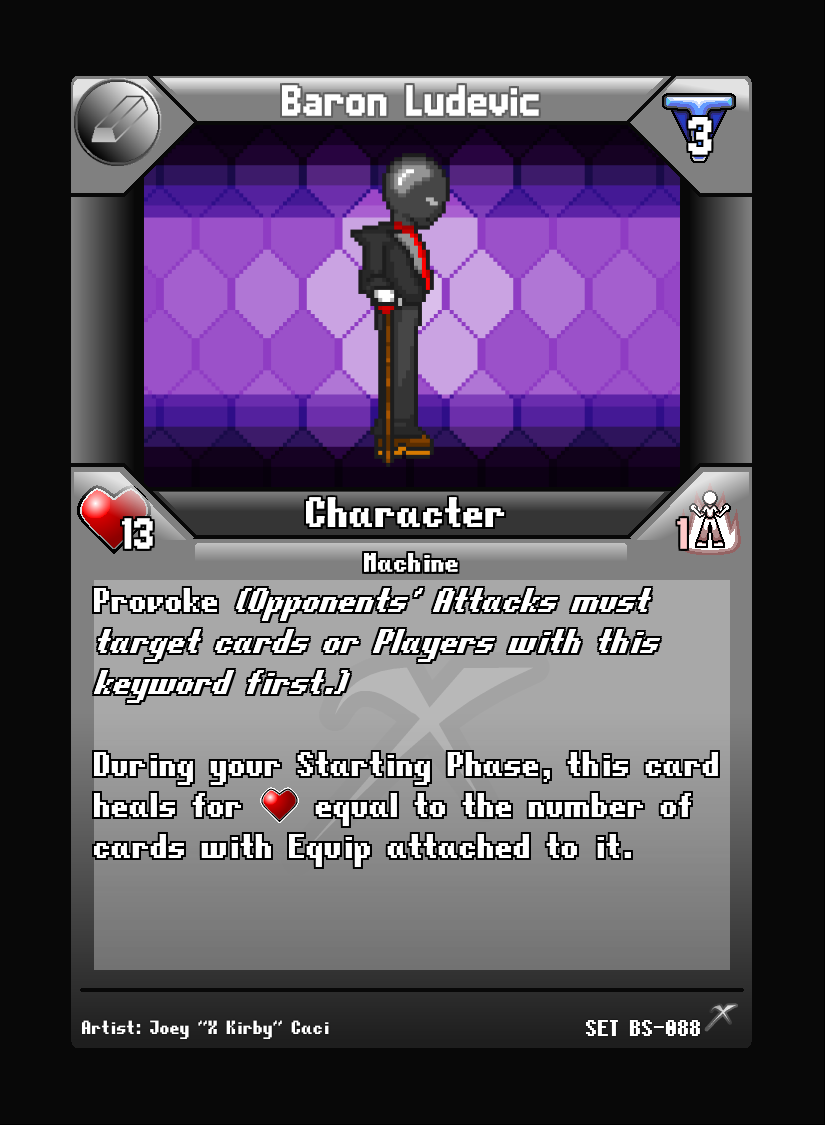 Baron Ludevic
3
Character
13
1
Machine
Provoke (Opponents' Attacks must
target cards or Players with this
keyword first.)
During your Starting Phase, this card
heals for equal to the number of
cards with Equip attached to it.
Artist: Joey "X Kirby" Caci
SET BS-088